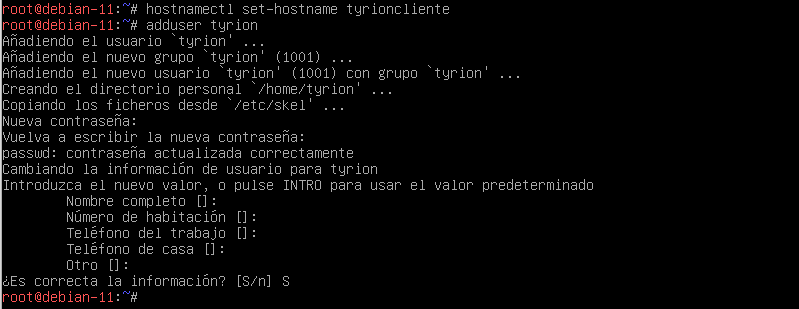 root@debian-11:~# hostnamectl set-hostname tyrioncliente
root@debian-11:~# adduser tyrion
Añadiendo el usuario `tyrion' ...
Añadiendo el nuevo grupo `tyrion' (1001) ...
Añadiendo el nuevo usuario `tyrion' (1001) con grupo `tyrion' ...
Creando el directorio personal `/home/tyrion' ...
Copiando los ficheros desde `/etc/skel' ...
Nueva contraseña:
Vuelva a escribir la nueva contraseña:
passwd: contraseña actualizada correctamente
Cambiando la información de usuario para tyrion
Introduzca el nuevo valor, o pulse INTRO para usar el valor predeterminado
Nombre completo []:
Número de habitación []:
Teléfono del trabajo []:
Teléfono de casa []:
Otro []:
¿Es correcta la información? [S/n] S
root@debian-11:~#